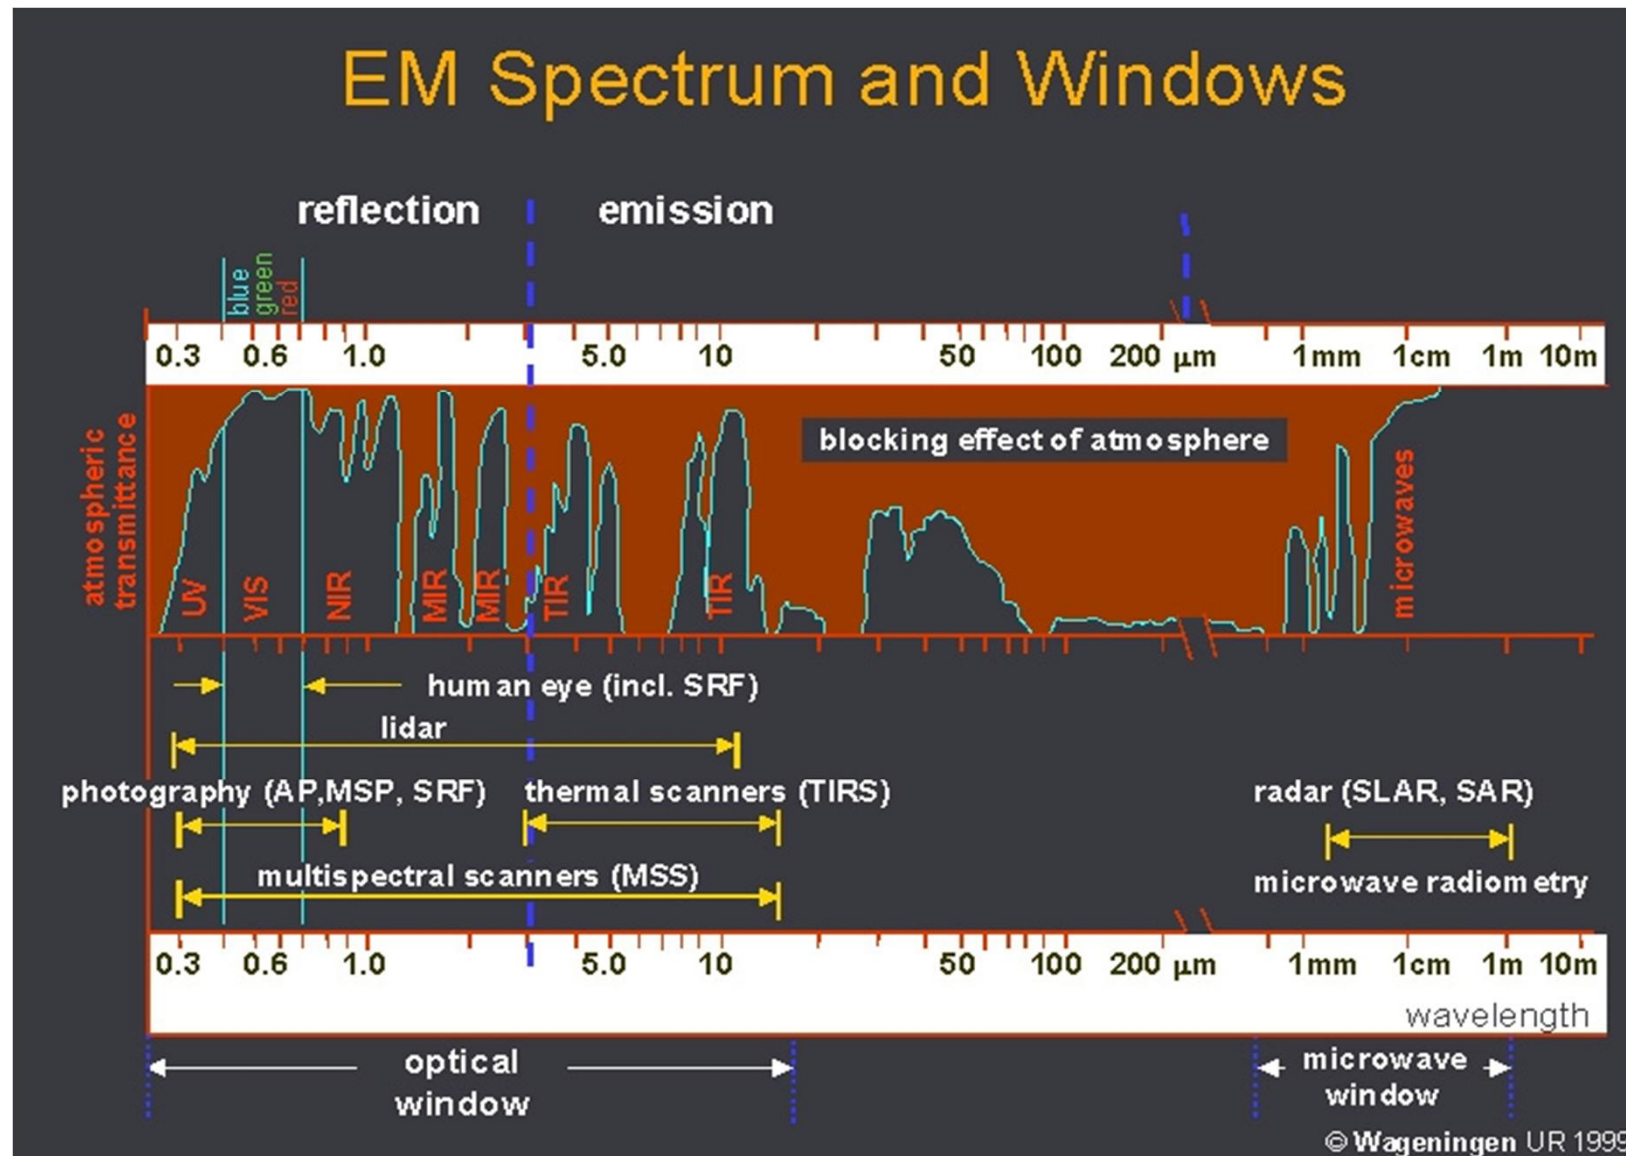 EM Spectrum and Windows
reflection emission
blue
green
red
0.3 0.6 1.0 5.0 10 50 100 200 µm 1mm 1cm 1m 10m
atmospheric
transmittance
blocking effect of atmosphere
UV VIS NIR MIR MIR TIR TIR microwaves
human eye (incl. SRF)
lidar
photography (AP,MSP, SRF) thermal scanners (TIRS) radar (SLAR, SAR)
multispectral scanners (MSS) microwave radiometry
0.3 0.6 1.0 5.0 10 50 100 200 µm 1mm 1cm 1m 10m
wavelength
optical
window
microwave
window
© Wageningen UR 1999